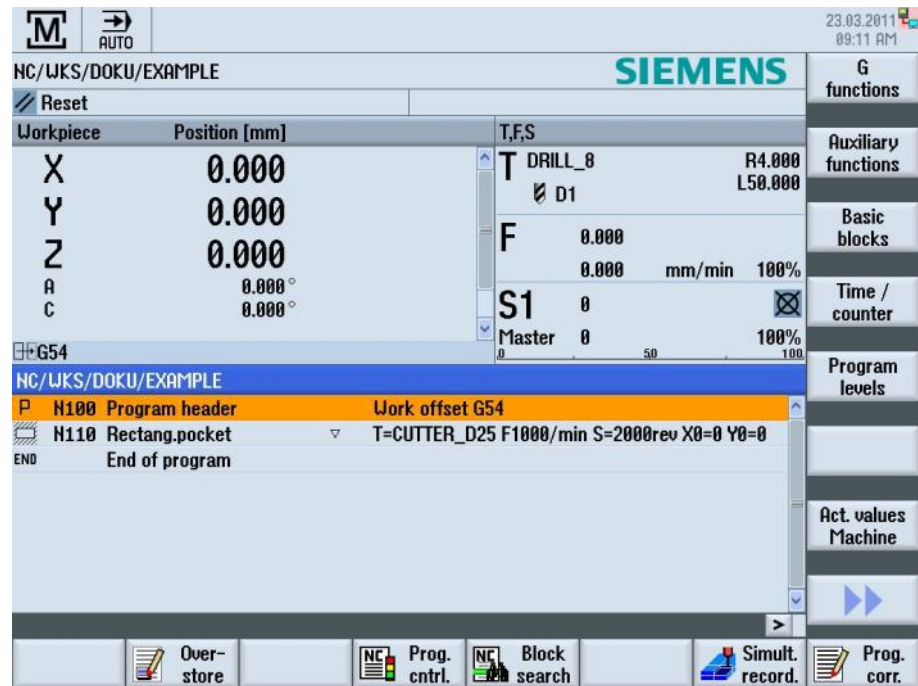 M
AUTO
23.03.2011
09:11 AM
NC/WKS/DOKU/EXAMPLE
SIEMENS
Reset
Workpiece Position [mm]
X 0.000
Y 0.000
Z 0.000
A 0.000°
C 0.000°
G54
T,F,S
T DRILL_8 R4.000
D1 L50.000
F 0.000
0.000 mm/min 100%
S1 0
Master 0 100%
0 50 100
NC/WKS/DOKU/EXAMPLE
P N100 Program header Work offset G54
N110 Rectang.pocket ▽ T=CUTTER_D25 F1000/min S=2000rev X0=0 Y0=0
END End of program
G
functions
Auxiliary
functions
Basic
blocks
Time /
counter
Program
levels
Act. values
Machine
>
Over-
store
NC Prog.
cntrl.
NC Block
search
Simult.
record.
Prog.
corr.